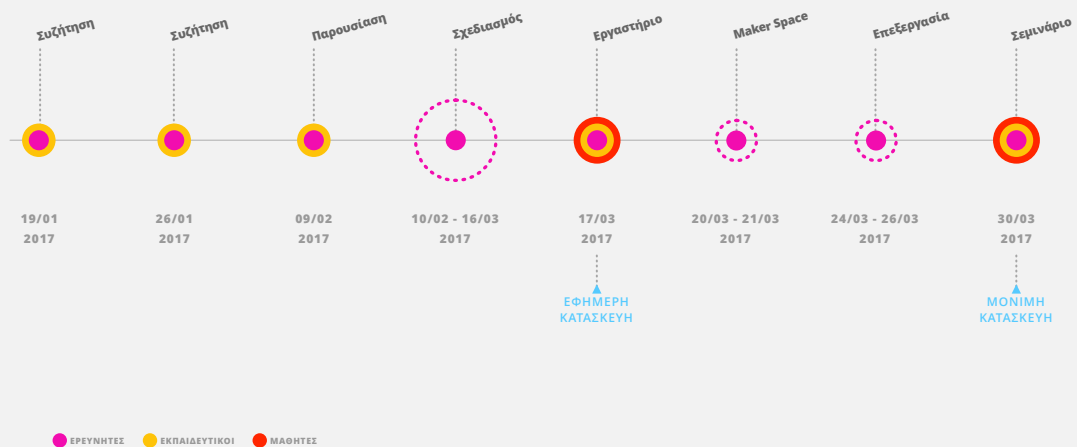 Συζήτηση
Συζήτηση
Παρουσίαση
Σχεδιασμός
Εργαστήριο
Maker Space
Επεξεργασία
Σεμινάριο
19/01
2017
26/01
2017
09/02
2017
10/02 - 16/03
2017
17/03
2017
20/03 - 21/03
2017
24/03 - 26/03
2017
30/03
2017
ΕΦΗΜΕΡΗ
ΚΑΤΑΣΚΕΥΗ
ΜΟΝΙΜΗ
ΚΑΤΑΣΚΕΥΗ
ΕΡΕΥΝΗΤΕΣ
ΕΚΠΑΙΔΕΥΤΙΚΟΙ
ΜΑΘΗΤΕΣ